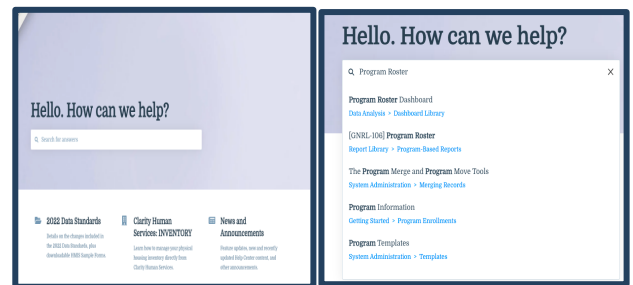 Hello. How can we help?
Search for answers
2022 Data Standards
Details on the changes included in
the 2022 Data Standards, plus
downloadable HMIS Sample Forms.
Clarity Human
Services: INVENTORY
Learn how to manage your physical
housing inventory directly from
Clarity Human Services.
News and
Announcements
Feature updates, new and recently
updated Help Center content, and
other announcements.
Hello. How can we help?
Program Roster X
Program Roster Dashboard
Data Analysis > Dashboard Library
[GNRL-106] Program Roster
Report Library > Program-Based Reports
The Program Merge and Program Move Tools
System Administration > Merging Records
Program Information
Getting Started > Program Enrollments
Program Templates
System Administration > Templates